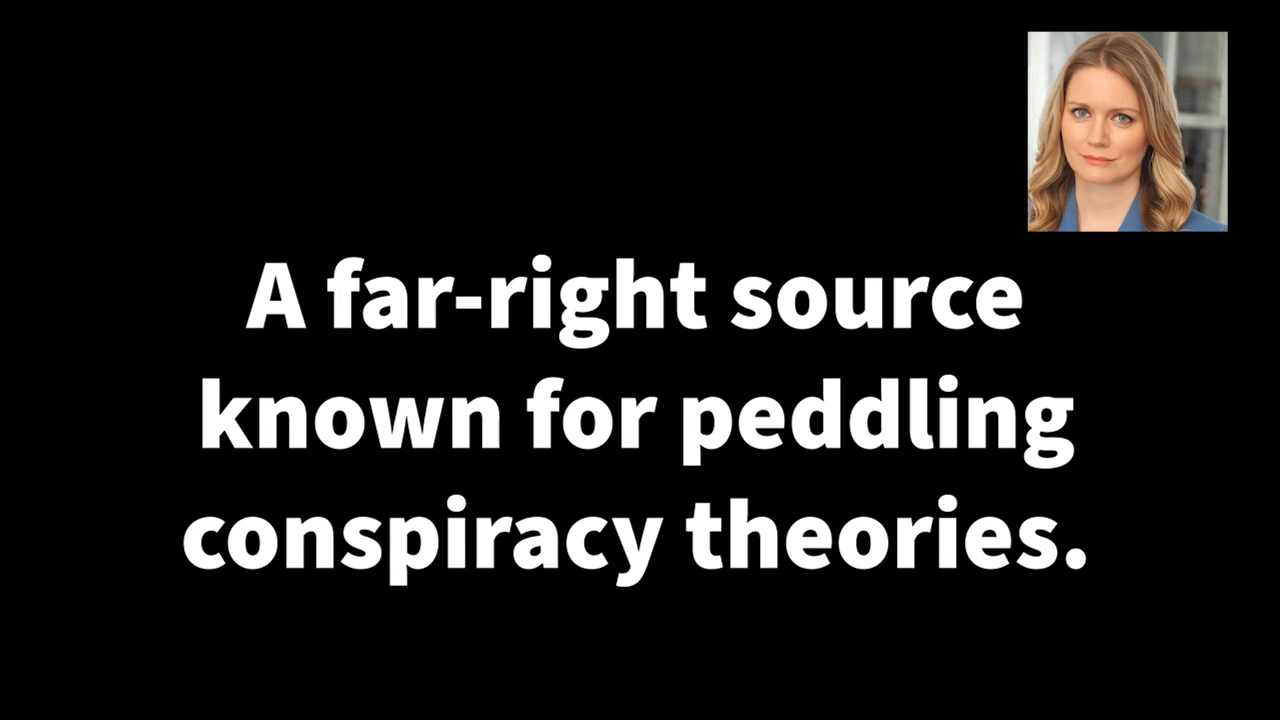 A far-right source
known for peddling
conspiracy theories.